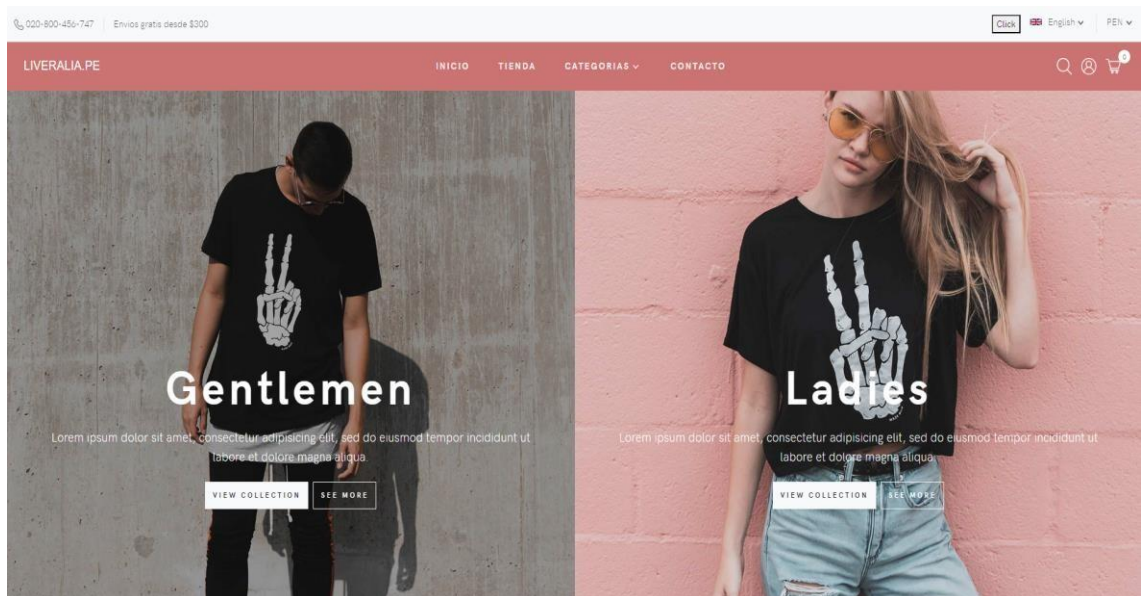 020-800-456-747
Envios gratis desde $300
Click
English
PEN
LIVERALIA.PE
INICIO
TIENDA
CATEGORIAS
CONTACTO
0
Gentlemen
Lorem ipsum dolor sit amet, consectetur adipisicing elit, sed do eiusmod tempor incididunt ut
labore et dolore magna aliqua.
VIEW COLLECTION
SEE MORE
Ladies
Lorem ipsum dolor sit amet, consectetur adipisicing elit, sed do eiusmod tempor incididunt ut
labore et dolore magna aliqua.
VIEW COLLECTION
SEE MORE